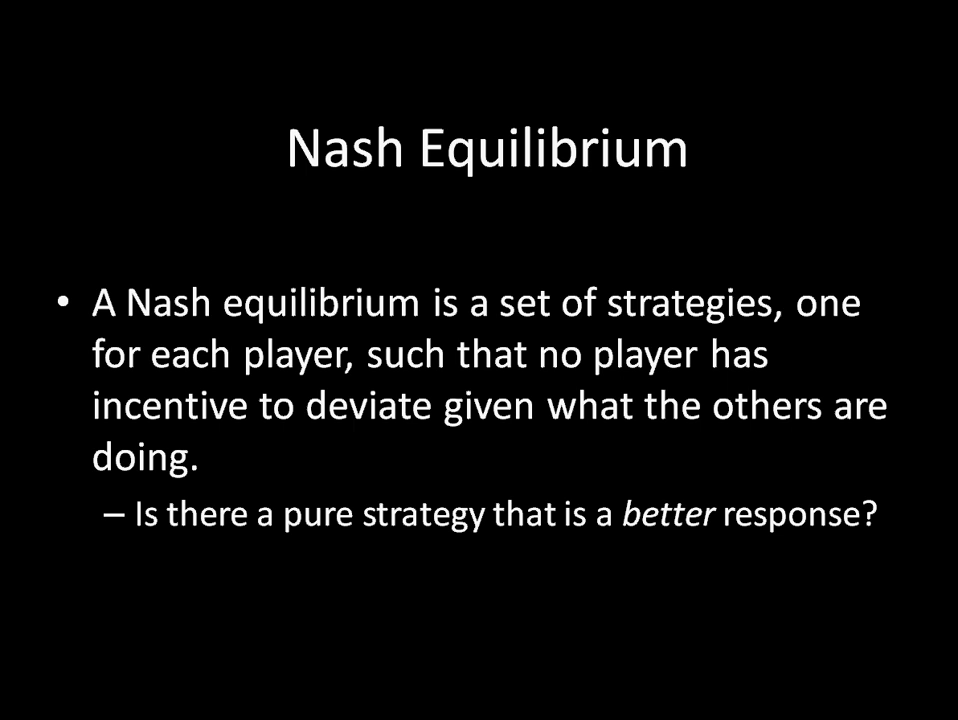 Nash Equilibrium
• A Nash equilibrium is a set of strategies, one
for each player, such that no player has
incentive to deviate given what the others are
doing.
– Is there a pure strategy that is a better response?